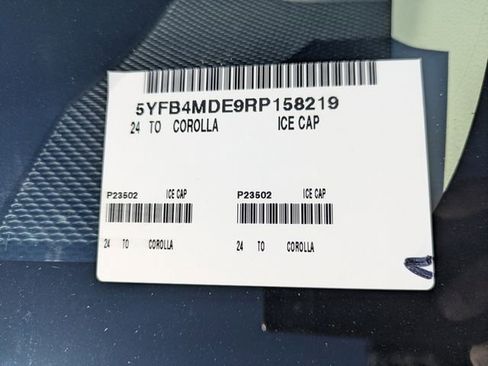 5YFB4MDE9RP158219
24 TO COROLLA ICE CAP
P23502 ICE CAP P23502 ICE CAP
24 TO COROLLA 24 TO COROLLA